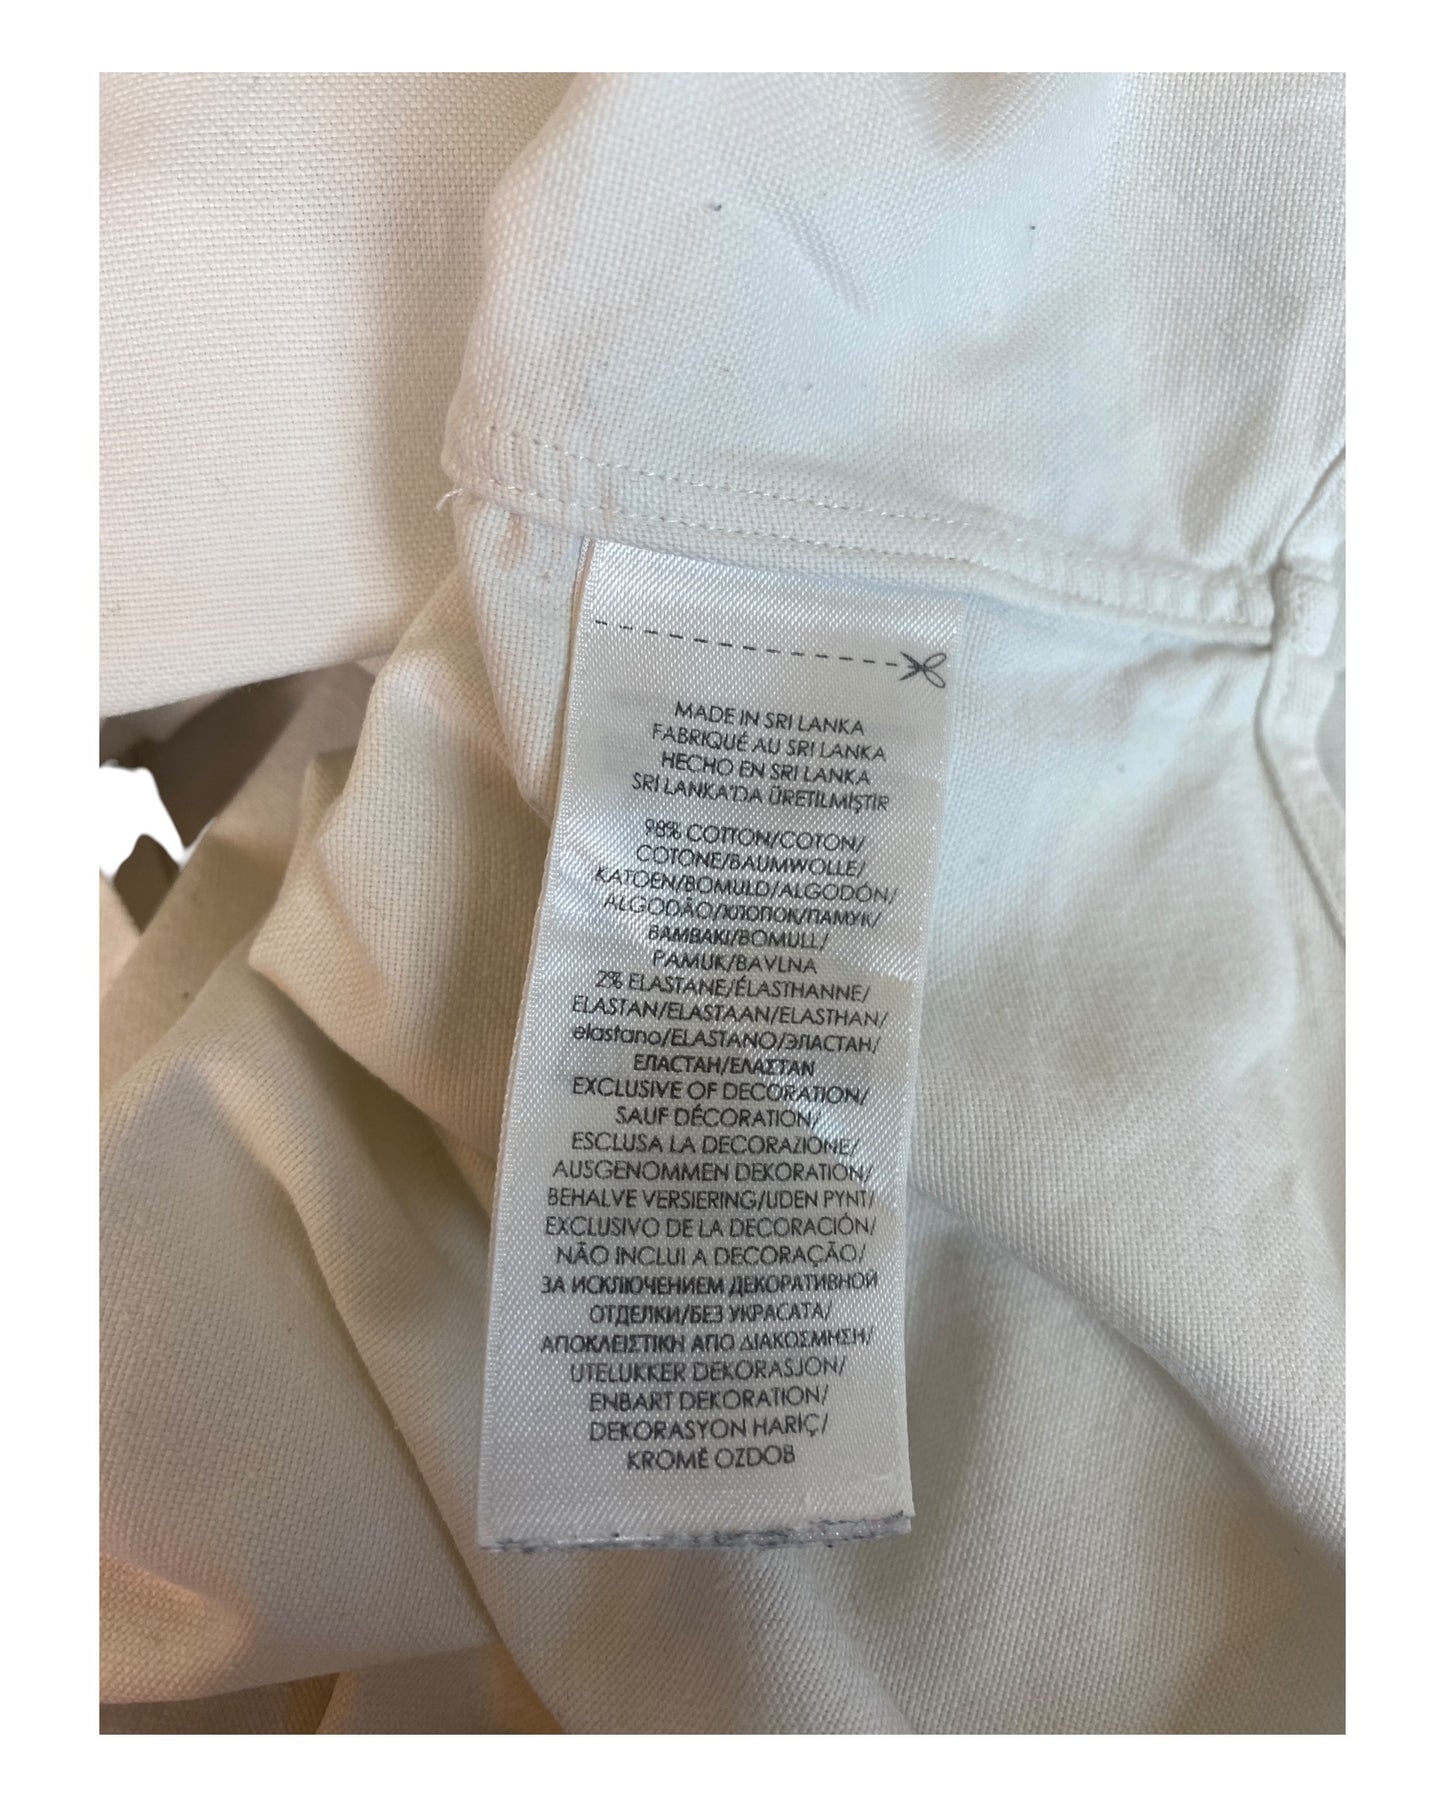 MADE IN SRI LANKA
FABRIQUÉ AU SRI LANKA
HECHO EN SRI LANKA
SRI LANKA'DA ÜRETILMIŞTIR
98% COTTON/COTON/
COTONE/BAUMWOLLE/
KATOEN/BOMULD/ALGODÓN/
ALGODÃO/ХЛОПОК/ПАМУК/
ΒΑΜΒΑΚΙ/BOMULL/
PAMUK/BAVLNA
2% ELASTANE/ÉLASTHANNE/
ELASTAN/ELASTAAN/ELASTHAN/
elastano/ELASTANO/ЭЛАСТАН/
ЕЛАСТАН/ΕΛΑΣΤΑΝ
EXCLUSIVE OF DECORATION/
SAUF DÉCORATION/
ESCLUSA LA DECORAZIONE/
AUSGENOMMEN DEKORATION/
BEHALVE VERSIERING/UDEN PYNT/
EXCLUSIVO DE LA DECORACIÓN/
NÃO INCLUI A DECORAÇÃO/
ЗА ИСКЛЮЧЕНИЕМ ДЕКОРАТИВНОЙ
ОТДЕЛКИ/БЕЗ УКРАСАТА/
ΑΠΟΚΛΕΙΣΤΙΚΗ ΑΠΟ ΔΙΑΚΟΣΜΗΣΗ/
UTELUKKER DEKORASJON/
ENBART DEKORATION/
DEKORASYON HARIÇ/
KROMĚ OZDOB